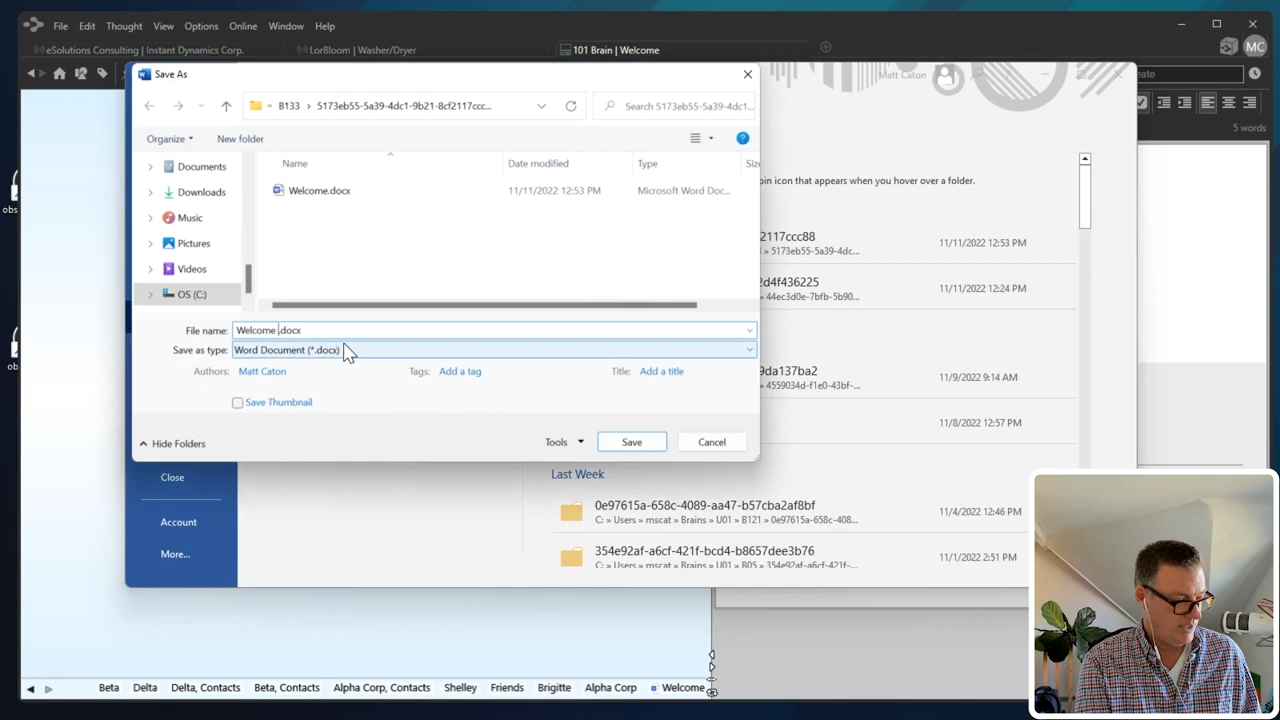 File Edit Thought View Options Online Window Help
MC
eSolutions Consulting | Instant Dynamics Corp.
LorBloom | Washer/Dryer
101 Brain | Welcome
Save As
Matt Caton
B133 > 5173eb55-5a39-4dc1-9b21-8cf2117ccc...
Search 5173eb55-5a39-4dc1-...
Organize
New folder
5 words
Name
Date modified
Type
Documents
Downloads
Music
Pictures
Videos
OS (C:)
Welcome.docx
11/11/2022 12:53 PM
Microsoft Word Doc...
File name:
Welcome .docx
Save as type:
Word Document (*.docx)
Authors:
Matt Caton
Tags:
Add a tag
Title:
Add a title
Save Thumbnail
Hide Folders
Tools
Save
Cancel
icon that appears when you hover over a folder.
2117ccc88
» 5173eb55-5a39-4dc...
11/11/2022 12:53 PM
2d4f436225
» 44ec3d0e-7bfb-5b90...
11/11/2022 12:24 PM
9da137ba2
» 4559034d-f1e0-43bf-...
11/9/2022 9:14 AM
11/8/2022 12:57 PM
Last Week
Close
Account
More...
0e97615a-658c-4089-aa47-b57cba2af8bf
C: » Users » mscat » Brains » U01 » B121 » 0e97615a-658c-408...
11/4/2022 12:46 PM
354e92af-a6cf-421f-bcd4-b8657dee3b76
C: » Users » mscat » Brains » U01 » B05 » 354e92af-a6cf-421f-...
11/1/2022 2:51 PM
Beta
Delta
Delta, Contacts
Beta, Contacts
Alpha Corp, Contacts
Shelley
Friends
Brigitte
Alpha Corp
Welcome